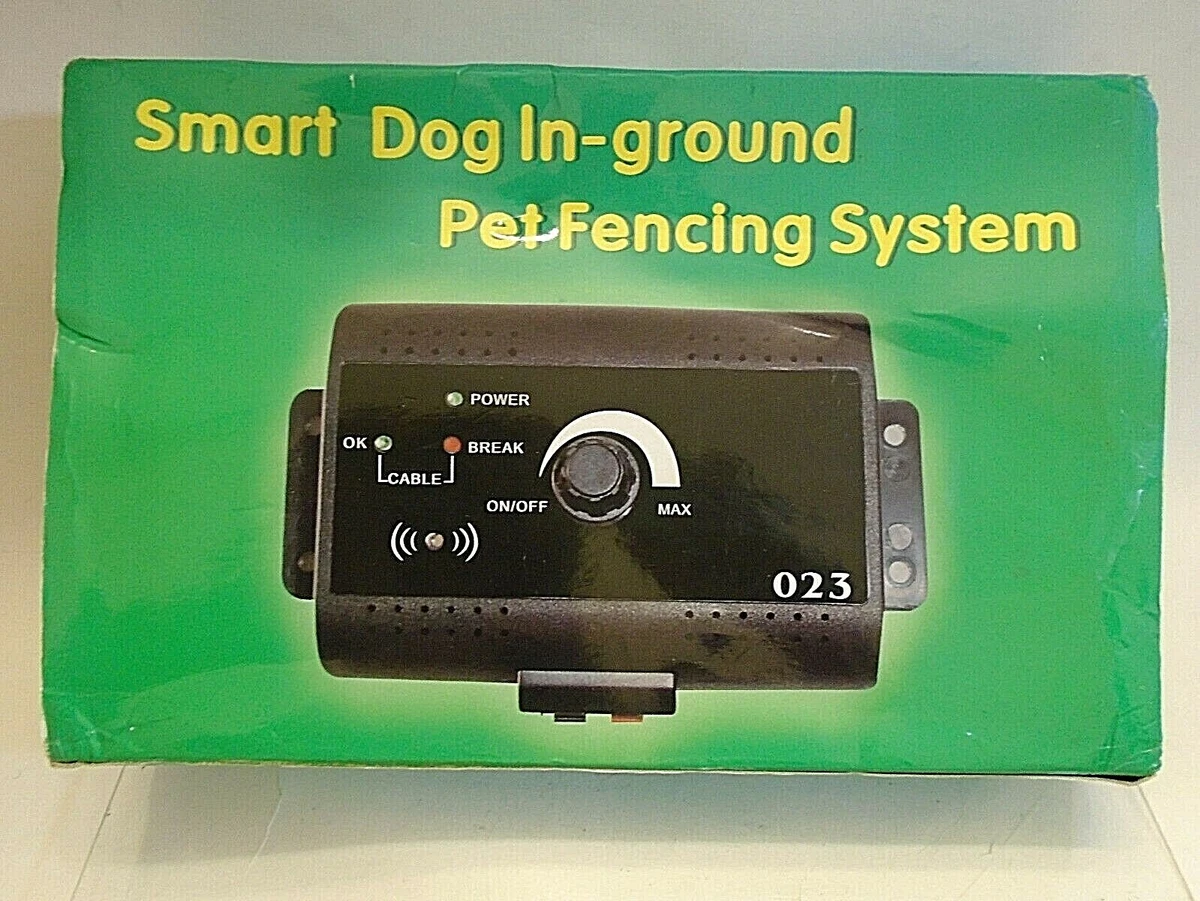 Smart Dog In-ground
Pet Fencing System
POWER
OK
BREAK
CABLE
ON/OFF
MAX
023